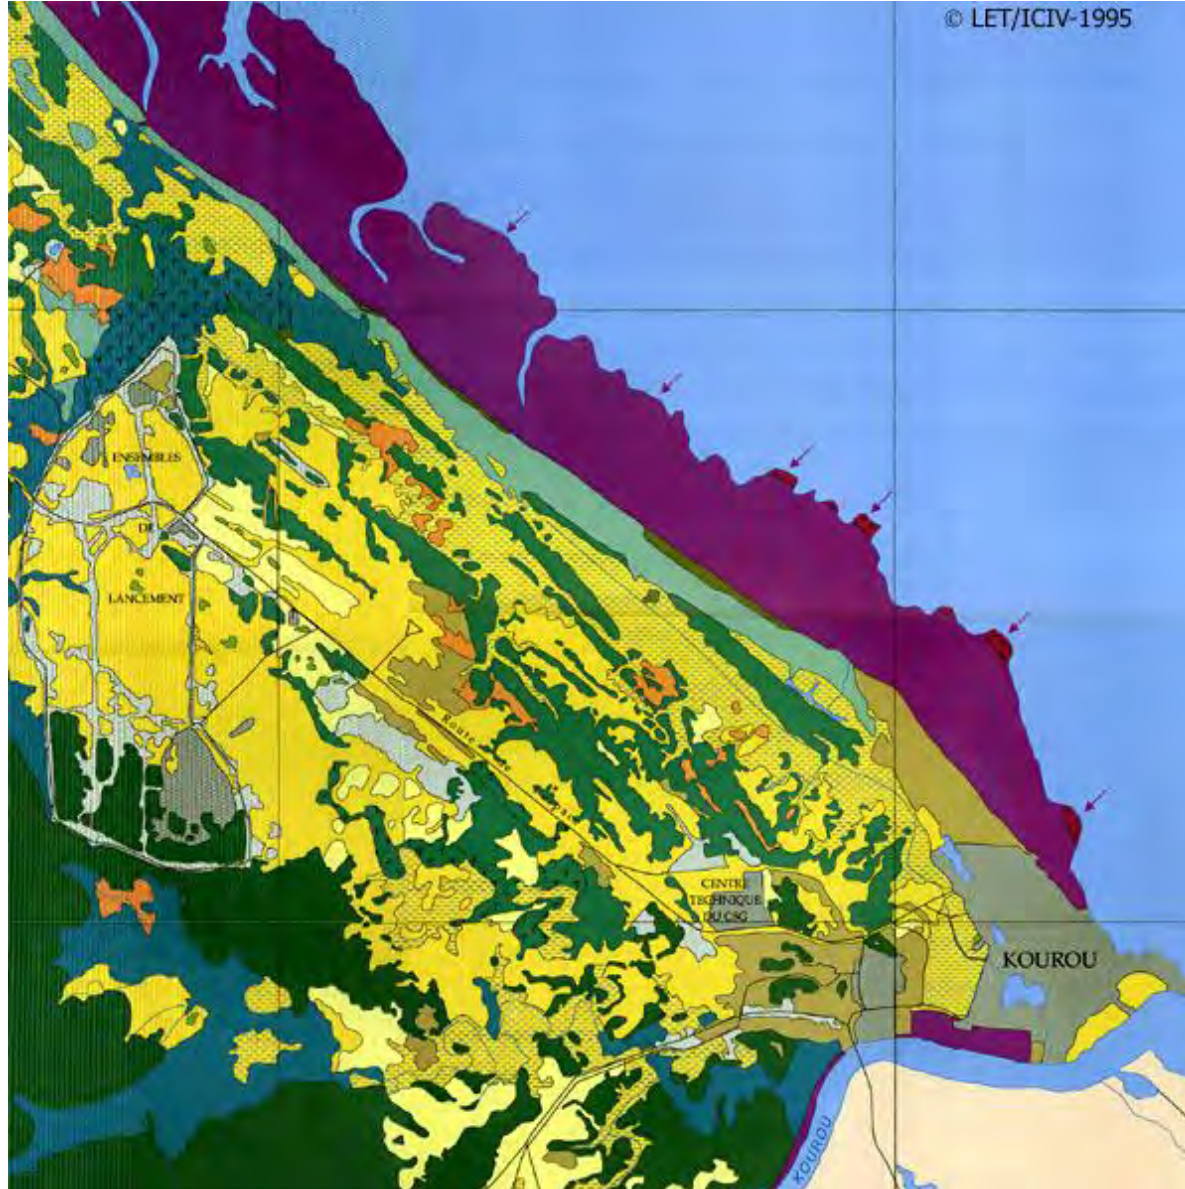 © LET/ICIV-1995
ENSEMBLES
DE
LANCEMENT
Route
CENTRE
TECHNIQUE
DU CSG
KOUROU
KOUROU